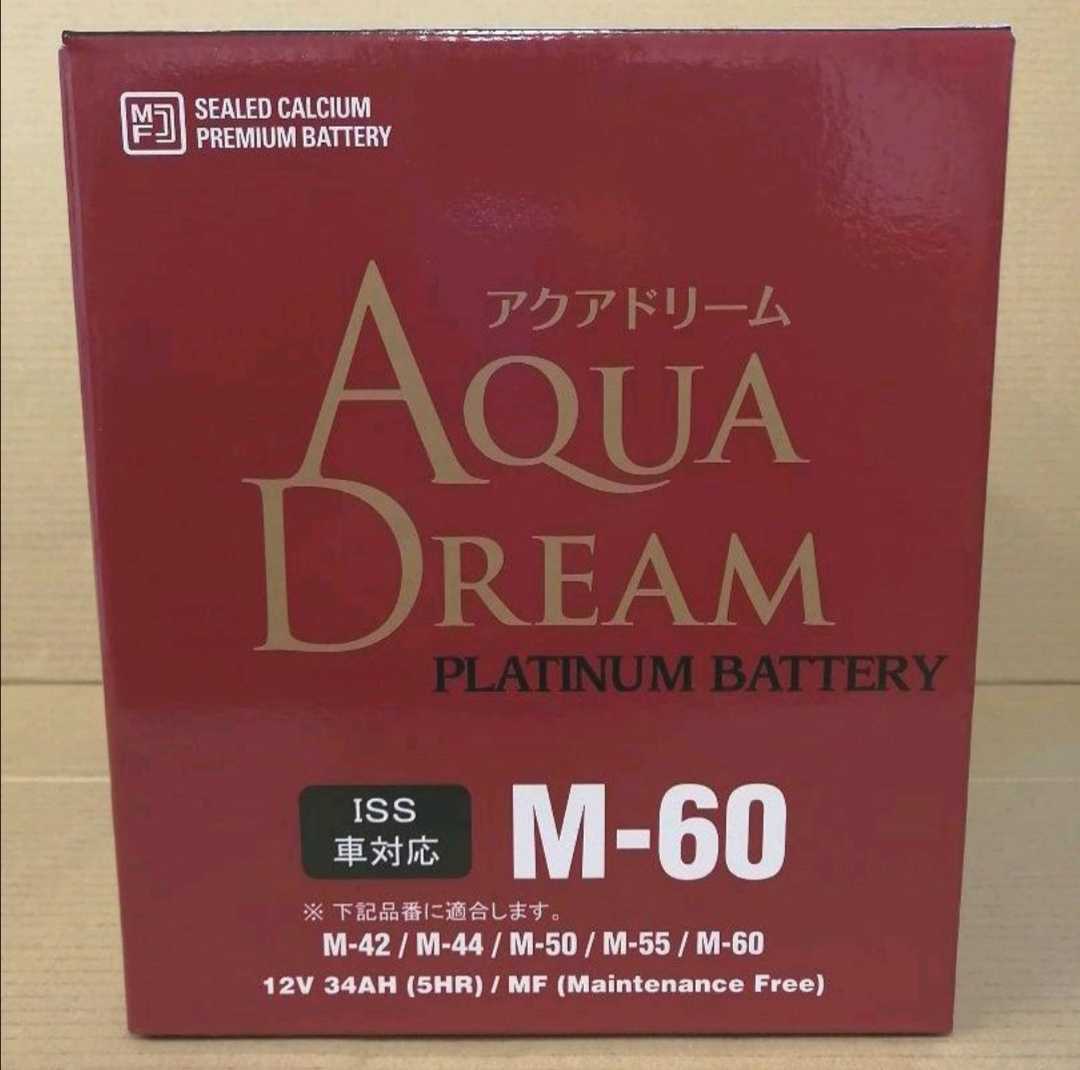 MF SEALED CALCIUM
PREMIUM BATTERY
アクアドリーム
AQUA
DREAM
PLATINUM BATTERY
ISS
車対応
M-60
※ 下記品番に適合します。
M-42 / M-44 / M-50 / M-55 / M-60
12V 34AH (5HR) / MF (Maintenance Free)